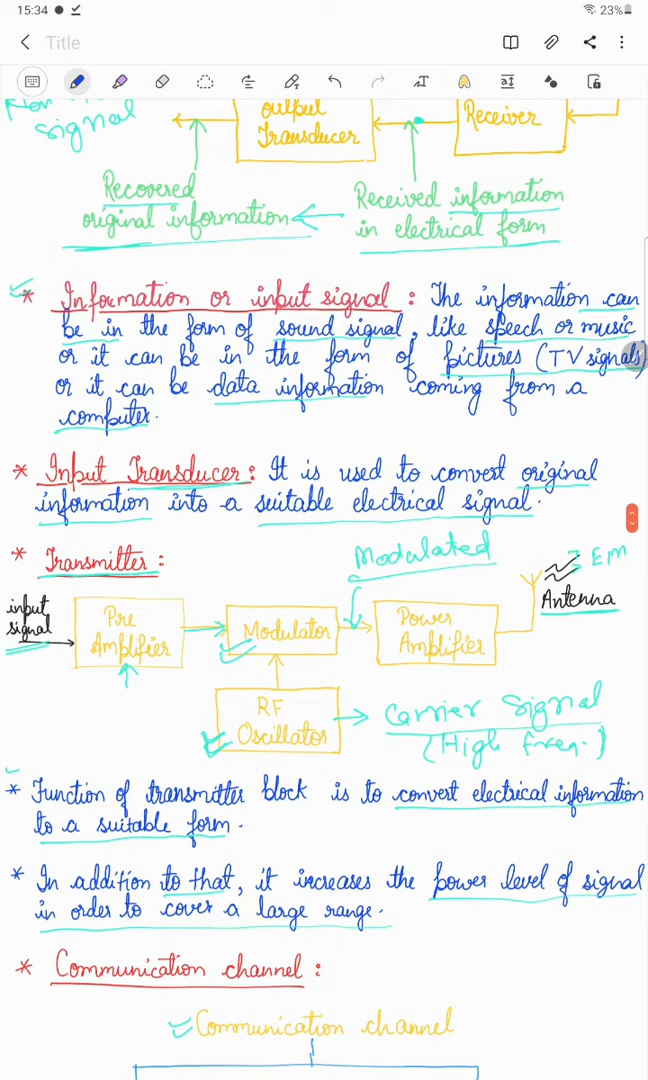 15:34
23%
Title
signal
output
Transducer
Receiver
Recovered
original information
Received information
in electrical form
* Information or input signal : The information can
be in the form of sound signal, like speech or music
or it can be in the form of pictures (TV signals)
or it can be data information coming from a
computer.
* Input Transducer : It is used to convert original
information into a suitable electrical signal.
* Transmitter :
Modulated
EM
input
signal
Pre
Amplifier
Modulator
Power
Amplifier
Antenna
RF
Oscillator
Carrier Signal
(High Freq.)
* Function of transmitter block is to convert electrical information
to a suitable form.
* In addition to that, it increases the power level of signal
in order to cover a large range.
* Communication channel :
Communication channel